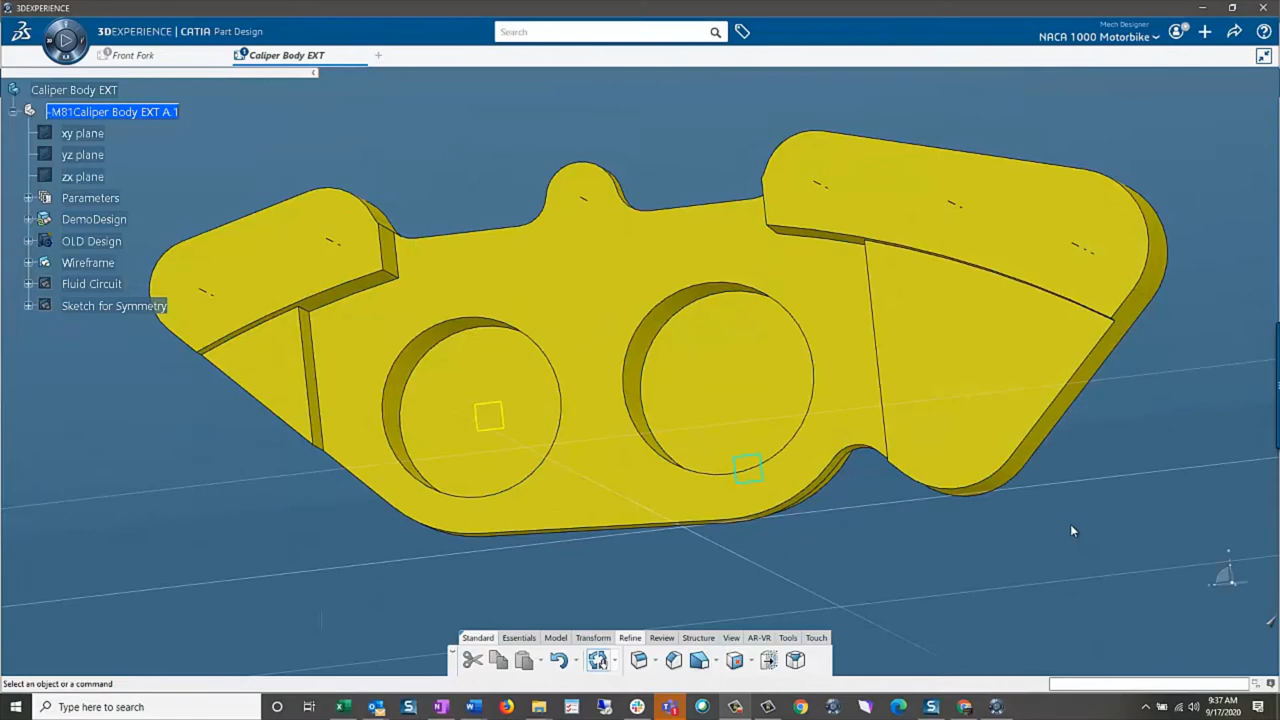 3DEXPERIENCE
3DEXPERIENCE | CATIA Part Design
Search
Mech Designer
NACA 1000 Motorbike
Front Fork
Caliper Body EXT
Caliper Body EXT
-M81Caliper Body EXT A.1
xy plane
yz plane
zx plane
Parameters
DemoDesign
OLD Design
Wireframe
Fluid Circuit
Sketch for Symmetry
Standard Essentials Model Transform Refine Review Structure View AR-VR Tools Touch
Select an object or a command
Type here to search
9:37 AM
9/17/2020